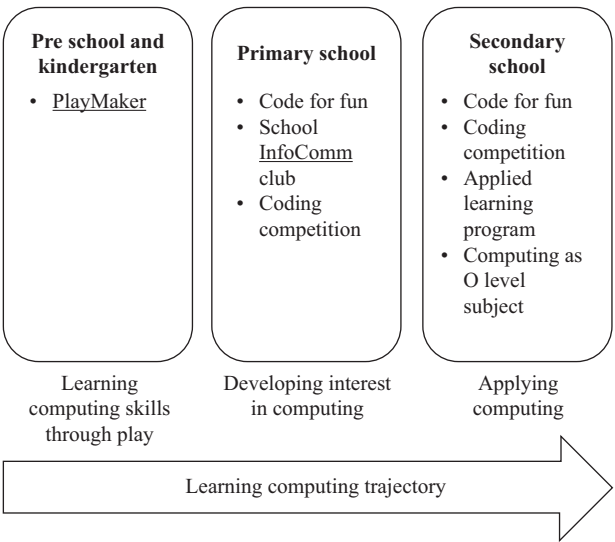 Pre school and
kindergarten
• PlayMaker
Primary school
• Code for fun
• School
InfoComm
club
• Coding
competition
Secondary
school
• Code for fun
• Coding
competition
• Applied
learning
program
• Computing as
O level
subject
Learning
computing skills
through play
Developing interest
in computing
Applying
computing
Learning computing trajectory